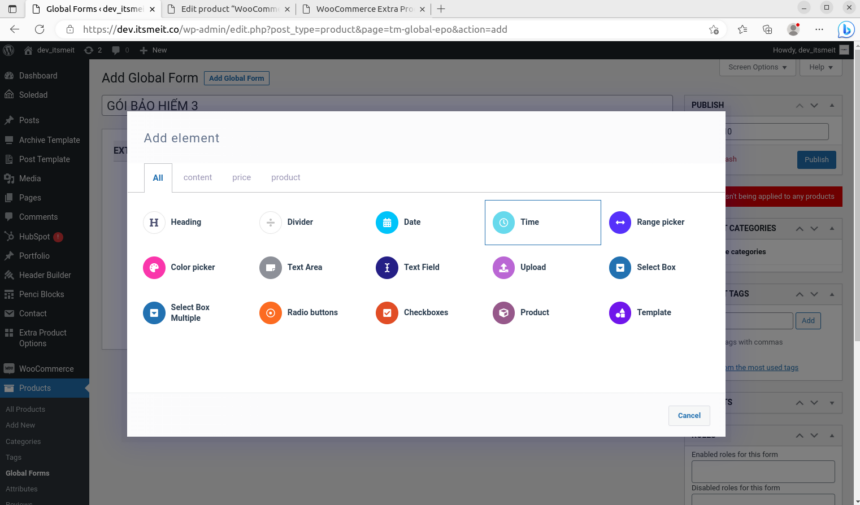 Global Forms ‹ dev_itsme
Edit product "WooComm
WooCommerce Extra Pro
https://dev.itsmeit.co/wp-admin/edit.php?post_type=product&page=tm-global-epo&action=add
dev_itsmeit
2
0
New
Howdy, dev_itsmeit
Dashboard
Soledad
Posts
Archive Template
Post Template
Media
Pages
Comments
HubSpot 1
Portfolio
Header Builder
Penci Blocks
Contact
Extra Product
Options
WooCommerce
Products
All Products
Add New
Categories
Tags
Global Forms
Attributes
Add Global Form
Add Global Form
Screen Options
Help
GÓI BẢO HIỂM 3
EXT
Add element
All
content
price
product
Heading
Divider
Date
Time
Range picker
Color picker
Text Area
Text Field
Upload
Select Box
Select Box
Multiple
Radio buttons
Checkboxes
Product
Template
Cancel
PUBLISH
0
ash
Publish
sn't being applied to any products
T CATEGORIES
e categories
T TAGS
Add
ags with commas
om the most used tags
TS
ROLES
Enabled roles for this form
Disabled roles for this form